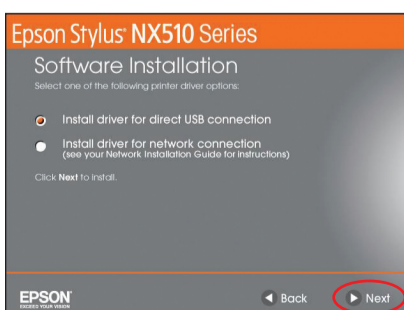 Epson Stylus® NX510 Series
Software Installation
Select one of the following printer driver options:
Install driver for direct USB connection
Install driver for network connection
(see your Network Installation Guide for instructions)
Click Next to install.
EPSON®
EXCEED YOUR VISION
Back
Next